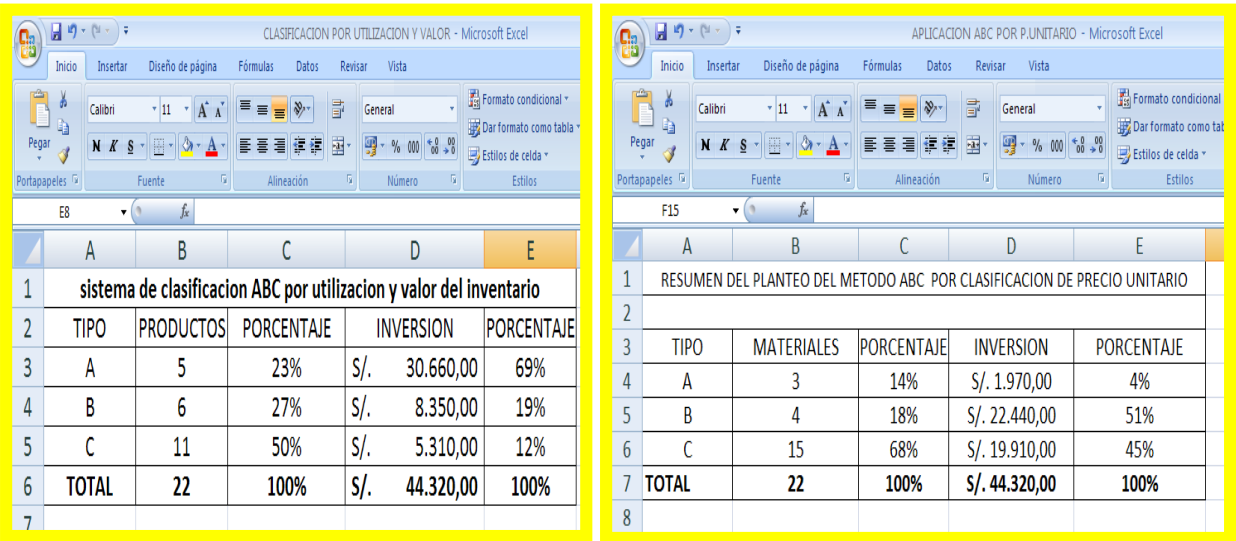 CLASIFICACION POR UTILIZACION Y VALOR - Microsoft Excel
Inicio Insertar Diseño de página Fórmulas Datos Revisar Vista
Pegar
Calibri 11 A A
N K S A
General
% 000
Formato condicional
Dar formato como tabla
Estilos de celda
Portapapeles Fuente Alineación Número Estilos
E8 fx
A B C D E
1 sistema de clasificacion ABC por utilizacion y valor del inventario
2 TIPO PRODUCTOS PORCENTAJE INVERSION PORCENTAJE
3 A 5 23% S/. 30.660,00 69%
4 B 6 27% S/. 8.350,00 19%
5 C 11 50% S/. 5.310,00 12%
6 TOTAL 22 100% S/. 44.320,00 100%
7
APLICACION ABC POR P.UNITARIO - Microsoft Excel
Inicio Insertar Diseño de página Fórmulas Datos Revisar Vista
Pegar
Calibri 11 A A
N K S A
General
% 000
Formato condicional
Dar formato como tab
Estilos de celda
Portapapeles Fuente Alineación Número Estilos
F15 fx
A B C D E
1 RESUMEN DEL PLANTEO DEL METODO ABC POR CLASIFICACION DE PRECIO UNITARIO
2
3 TIPO MATERIALES PORCENTAJE INVERSION PORCENTAJE
4 A 3 14% S/. 1.970,00 4%
5 B 4 18% S/. 22.440,00 51%
6 C 15 68% S/. 19.910,00 45%
7 TOTAL 22 100% S/. 44.320,00 100%
8